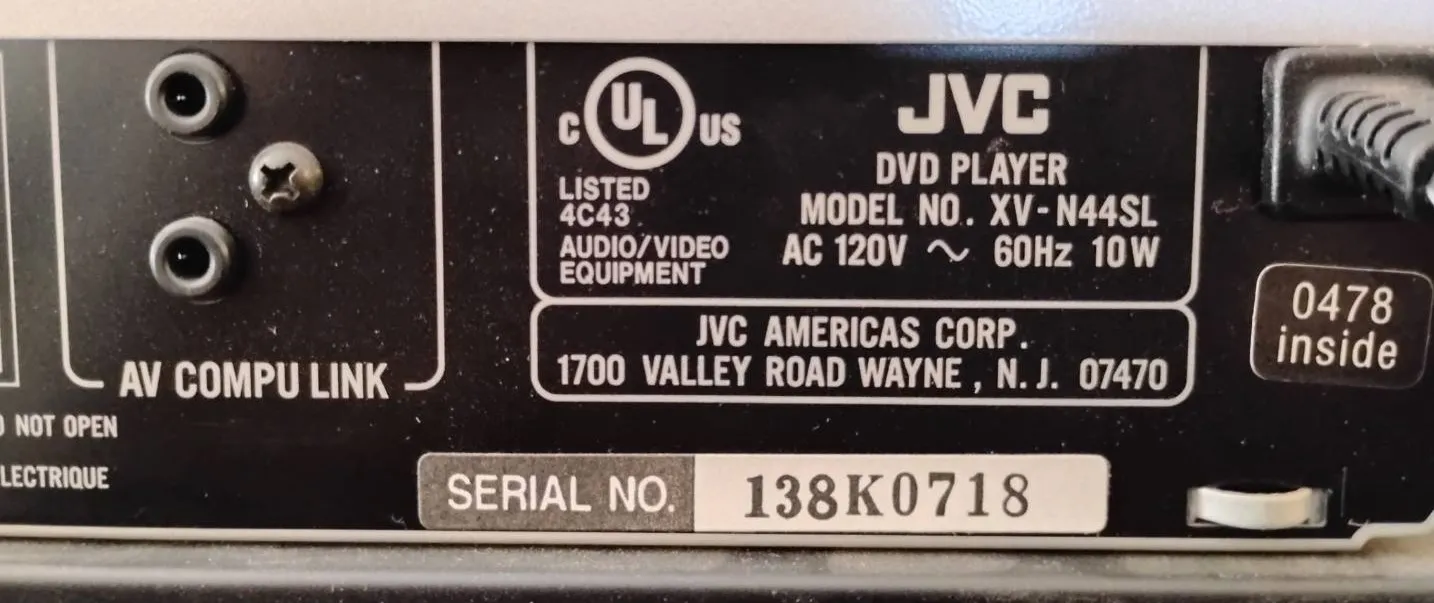 C UL US
LISTED
4C43
AUDIO/VIDEO
EQUIPMENT
JVC
DVD PLAYER
MODEL NO. XV-N44SL
AC 120V ~ 60Hz 10W
JVC AMERICAS CORP.
1700 VALLEY ROAD WAYNE, N.J. 07470
0478
inside
AV COMPU LINK
NOT OPEN
SERIAL NO. 138K0718